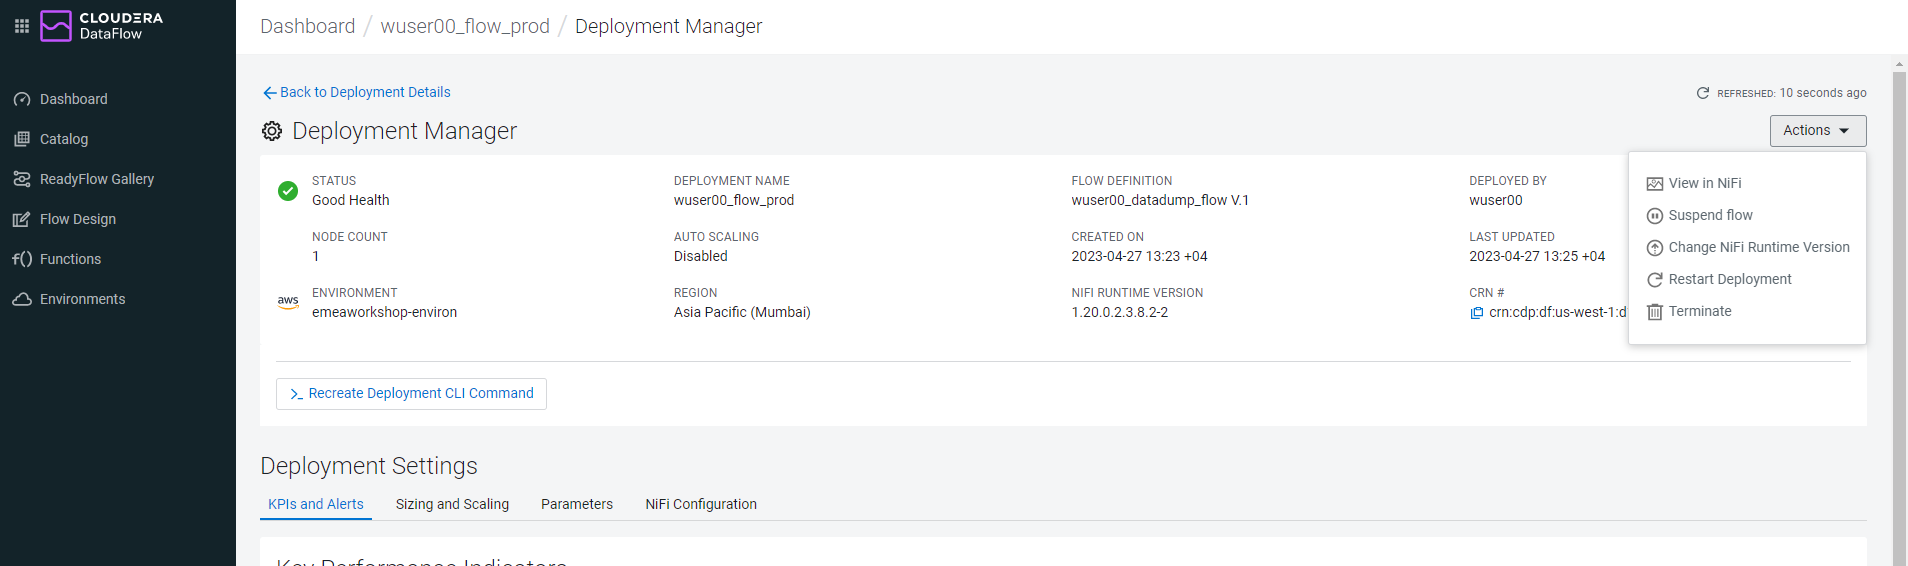 CLOUDERA
DataFlow
Dashboard
Catalog
ReadyFlow Gallery
Flow Design
f() Functions
Environments
Dashboard / wuser00_flow_prod / Deployment Manager
Back to Deployment Details
REFRESHED: 10 seconds ago
Deployment Manager
Actions
STATUS
Good Health
DEPLOYMENT NAME
wuser00_flow_prod
FLOW DEFINITION
wuser00_datadump_flow V.1
DEPLOYED BY
wuser00
NODE COUNT
1
AUTO SCALING
Disabled
CREATED ON
2023-04-27 13:23 +04
LAST UPDATED
2023-04-27 13:25 +04
aws
ENVIRONMENT
emeaworkshop-environ
REGION
Asia Pacific (Mumbai)
NIFI RUNTIME VERSION
1.20.0.2.3.8.2-2
CRN #
crn:cdp:df:us-west-1:d
View in NiFi
Suspend flow
Change NiFi Runtime Version
Restart Deployment
Terminate
>_ Recreate Deployment CLI Command
Deployment Settings
KPIs and Alerts
Sizing and Scaling
Parameters
NiFi Configuration
Key Performance Indicators